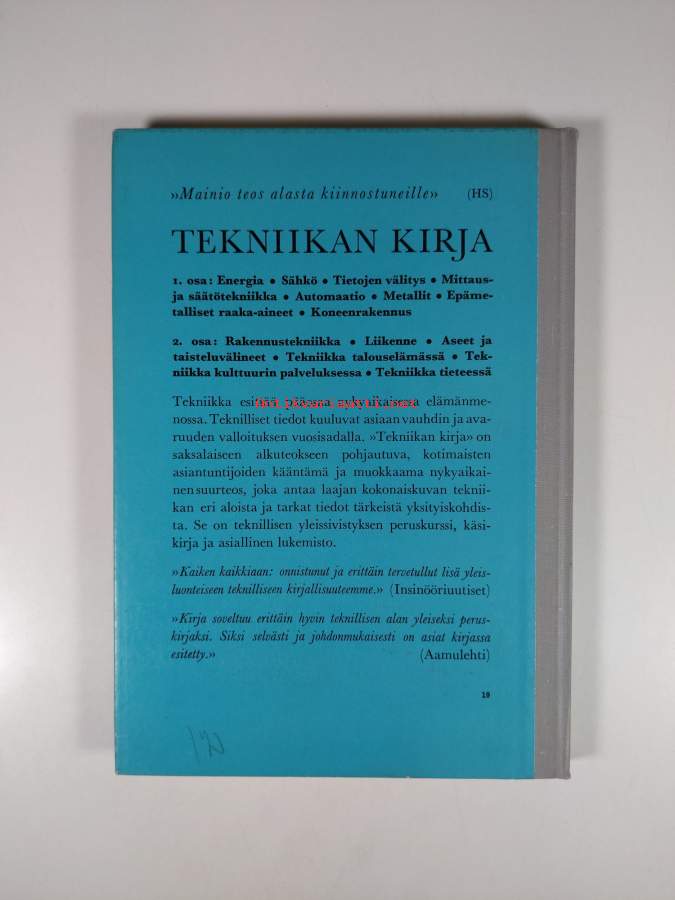 »Mainio teos alasta kiinnostuneille» (HS)
TEKNIIKAN KIRJA
1. osa: Energia • Sähkö • Tietojen välitys • Mittaus-
ja säätötekniikka • Automaatio • Metallit • Epäme-
talliset raaka-aineet • Koneenrakennus
2. osa: Rakennustekniikka • Liikenne • Aseet ja
taisteluvälineet • Tekniikka talouselämässä • Tek-
niikka kulttuurin palveluksessa • Tekniikka tieteessä
Tekniikka esittää pääosaa nykyaikaisessa elämänme-
nossa. Teknilliset tiedot kuuluvat asiaan vauhdin ja ava-
ruuden valloituksen vuosisadalla. »Tekniikan kirja» on
saksalaiseen alkuteokseen pohjautuva, kotimaisten
asiantuntijoiden kääntämä ja muokkaama nykyaikai-
nen suurteos, joka antaa laajan kokonaiskuvan teknii-
kan eri aloista ja tarkat tiedot tärkeistä yksityiskohdis-
ta. Se on teknillisen yleissivistyksen peruskurssi, käsi-
kirja ja asiallinen lukemisto.
»Kaiken kaikkiaan: onnistunut ja erittäin tervetullut lisä yleis-
luonteiseen teknilliseen kirjallisuuteemme.» (Insinööriuutiset)
»Kirja soveltuu erittäin hyvin teknillisen alan yleiseksi perus-
kirjaksi. Siksi selvästi ja johdonmukaisesti on asiat kirjassa
esitetty.» (Aamulehti)
19